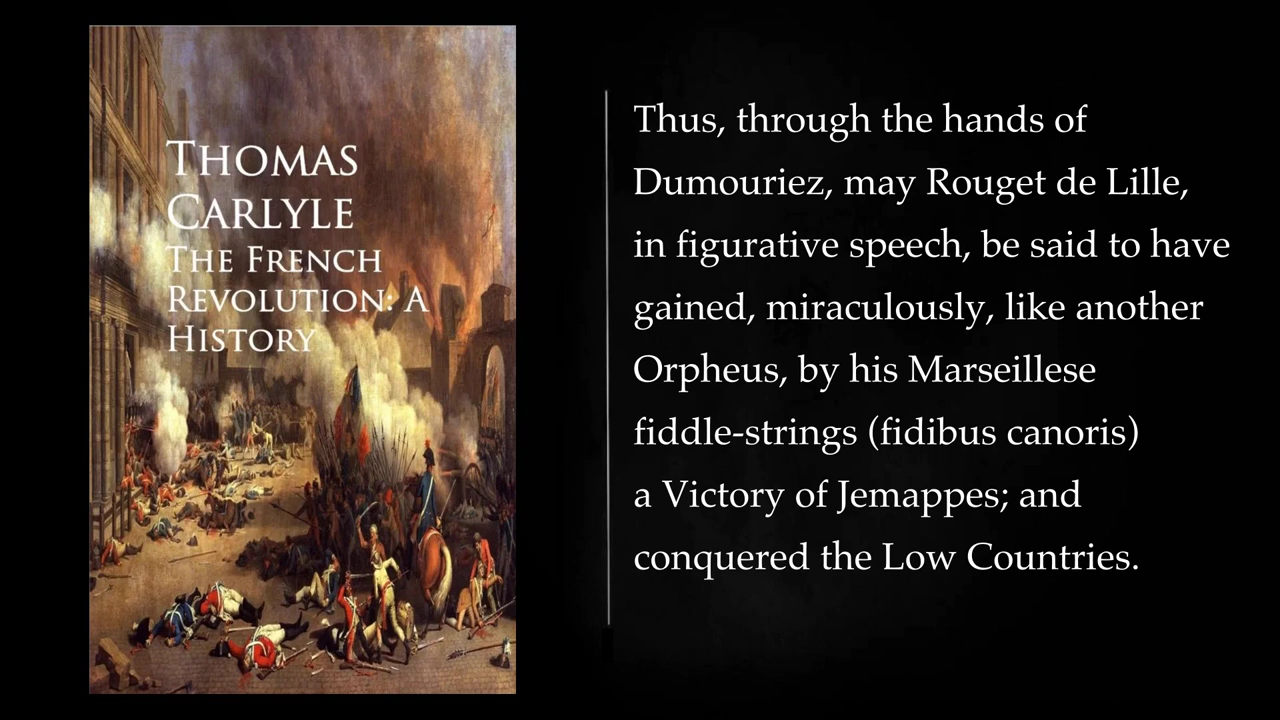 THOMAS
CARLYLE
THE FRENCH
REVOLUTION: A
HISTORY
Thus, through the hands of
Dumouriez, may Rouget de Lille,
in figurative speech, be said to have
gained, miraculously, like another
Orpheus, by his Marseillese
fiddle-strings (fidibus canoris)
a Victory of Jemappes; and
conquered the Low Countries.